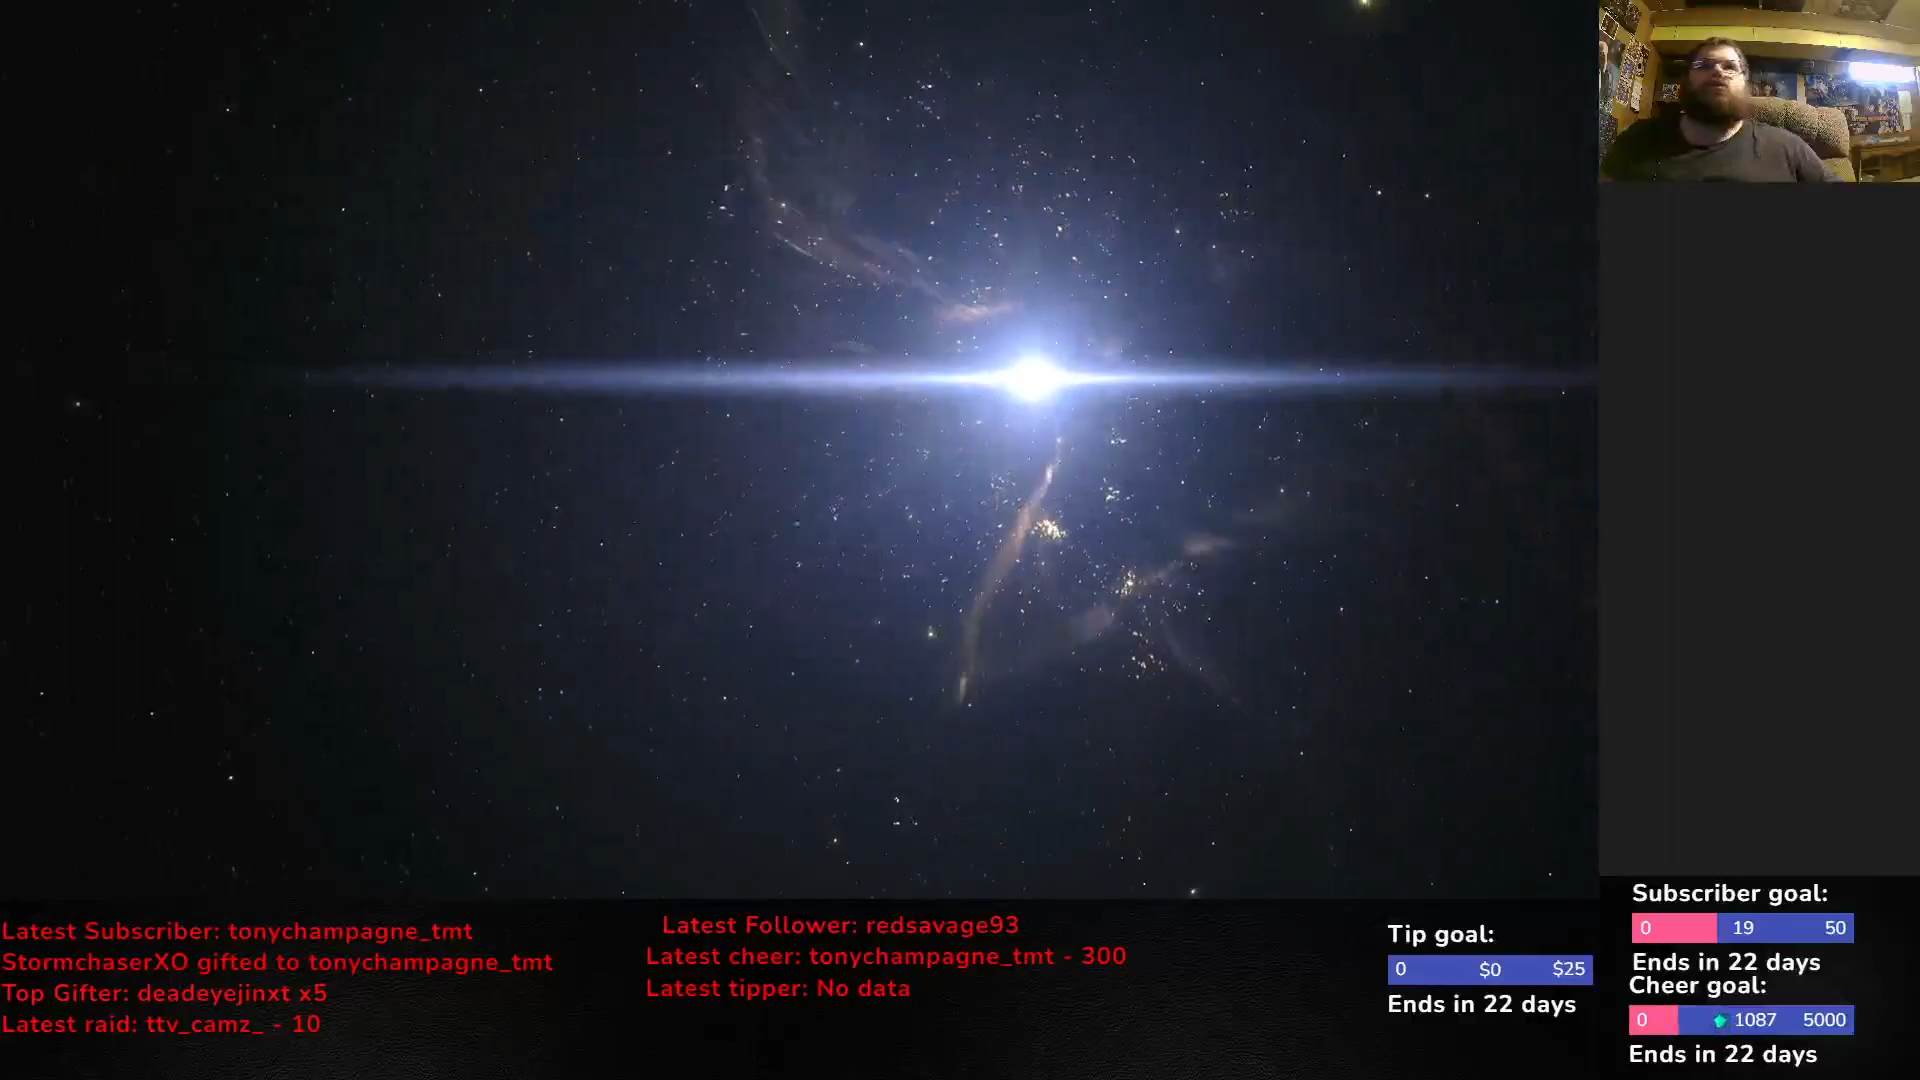 Latest Subscriber: tonychampagne_tmt
StormchaserXO gifted to tonychampagne_tmt
Top Gifter: deadeyejinxt x5
Latest raid: ttv_camz_ - 10
Latest Follower: redsavage93
Latest cheer: tonychampagne_tmt - 300
Latest tipper: No data
Tip goal:
0 $0 $25
Ends in 22 days
Subscriber goal:
0 19 50
Ends in 22 days
Cheer goal:
0 1087 5000
Ends in 22 days